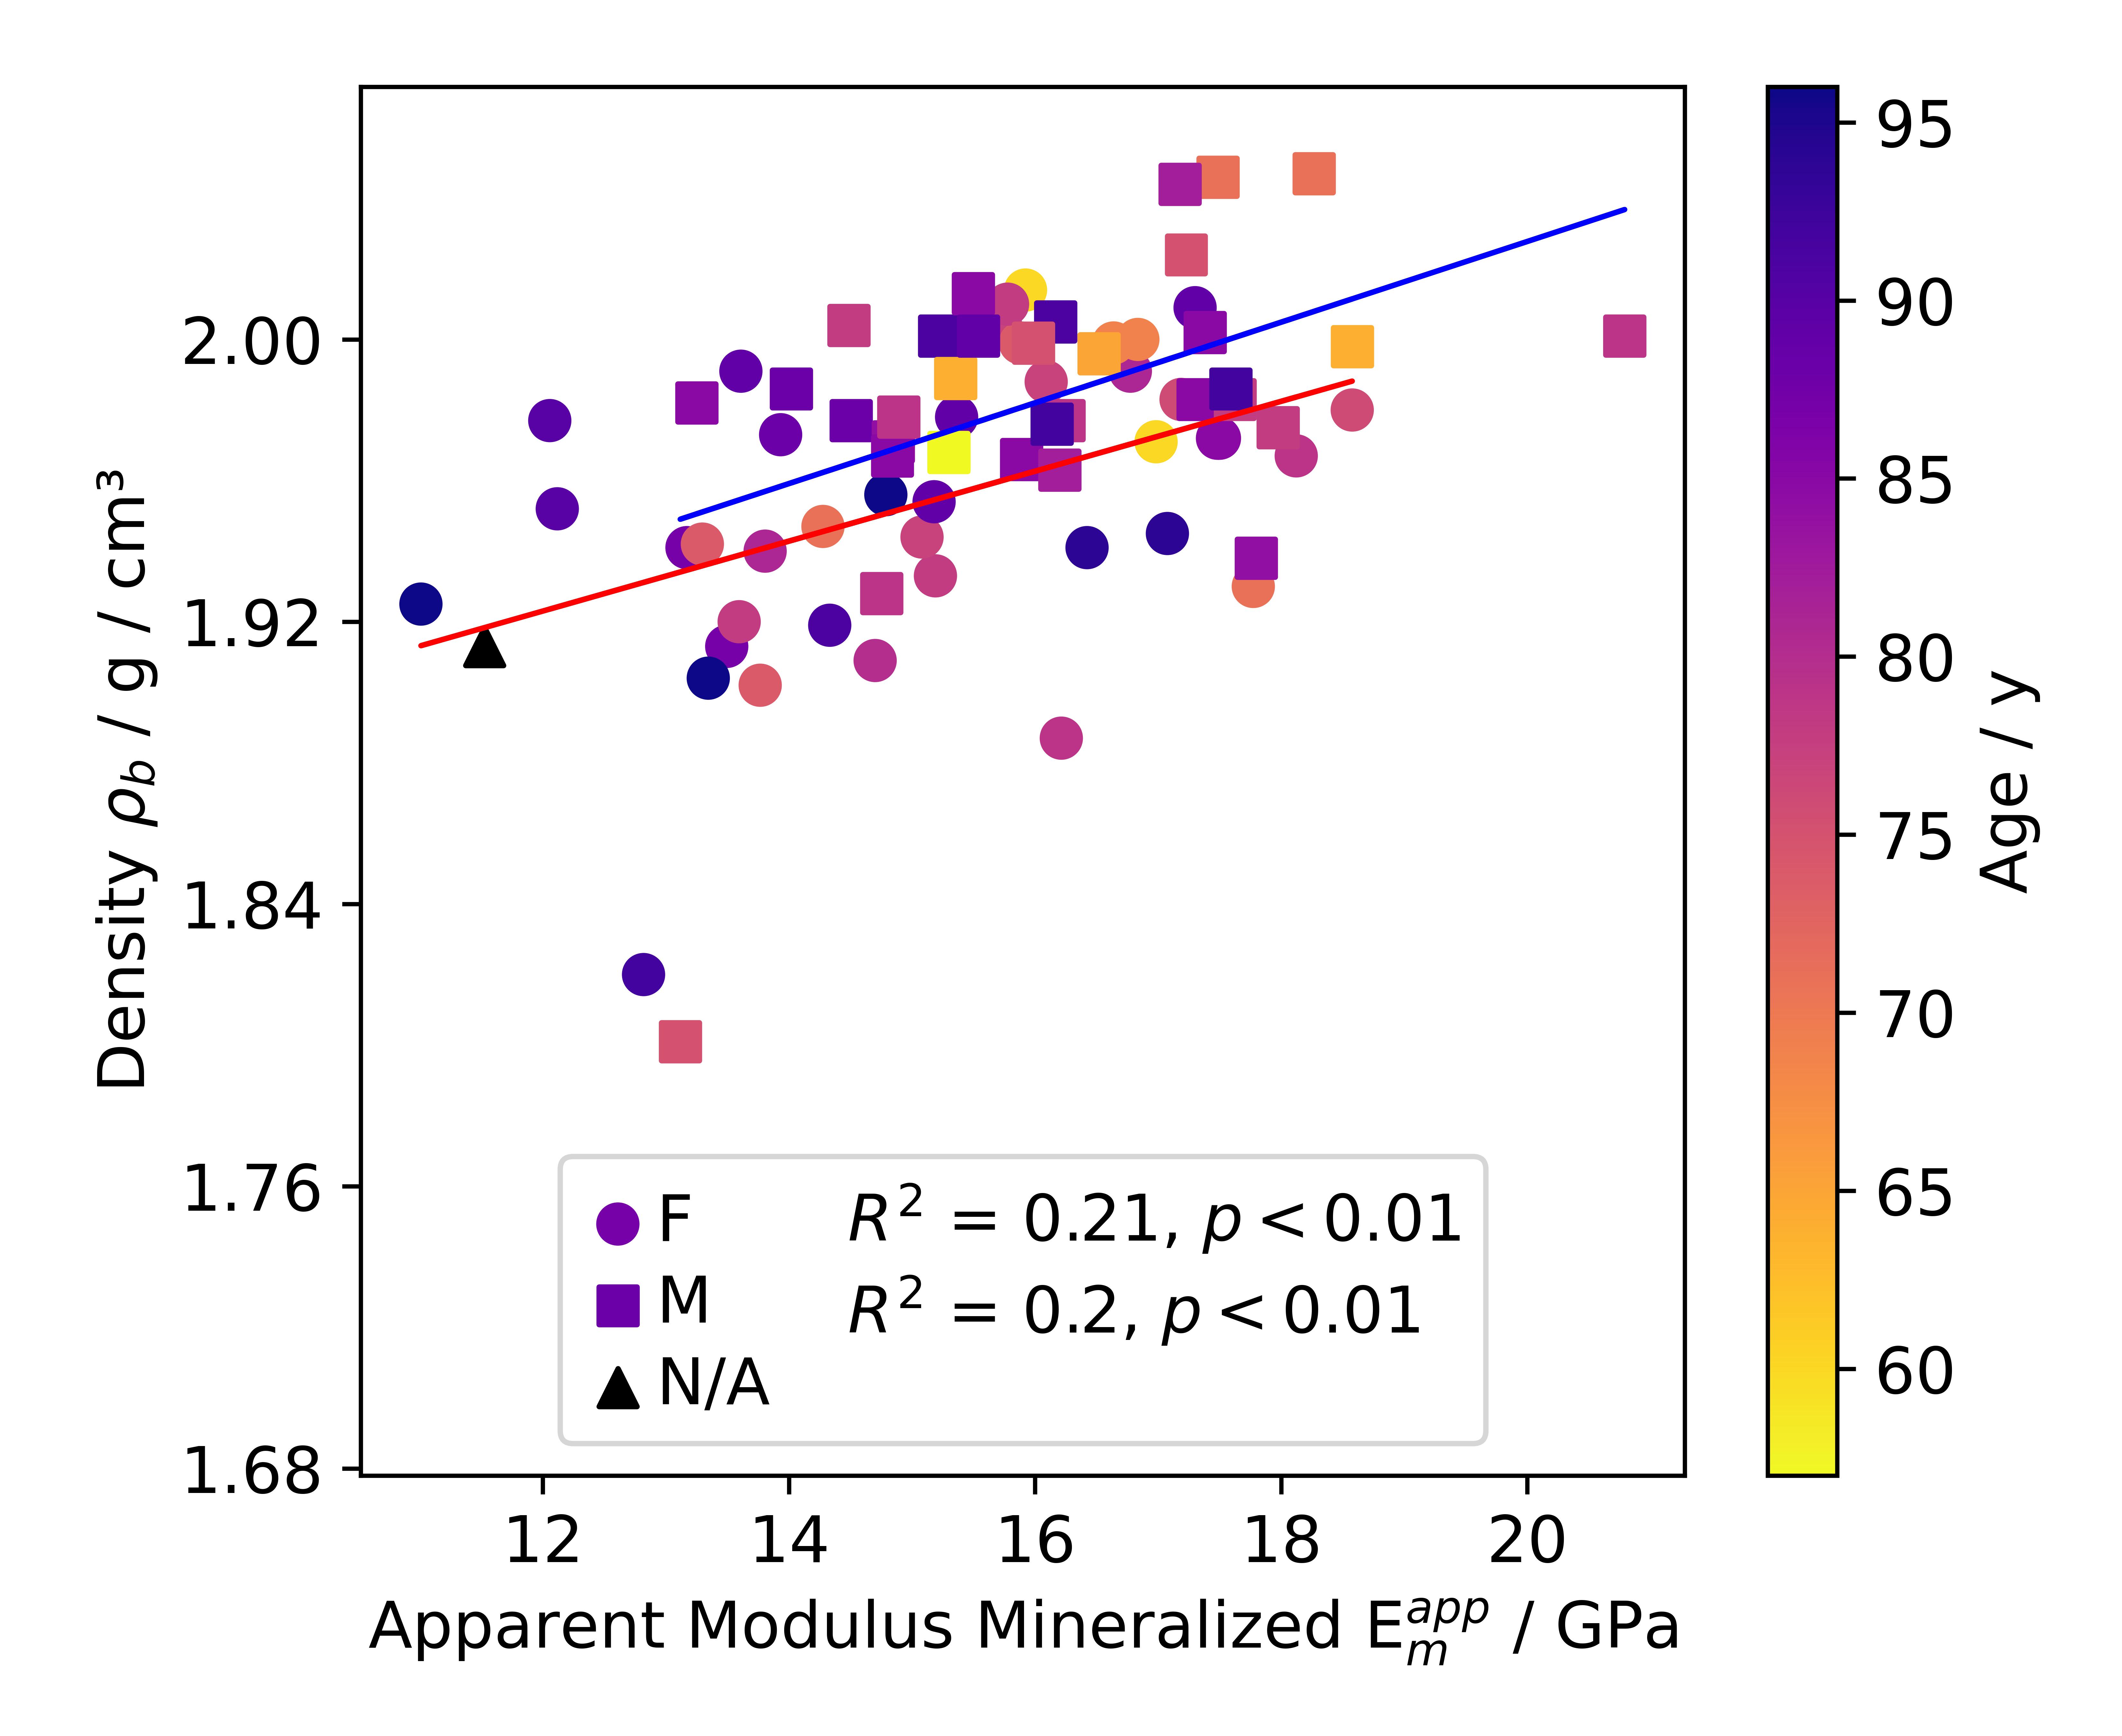 Density ρb / g / cm³
2.00
1.92
1.84
1.76
1.68
F R² = 0.21, p < 0.01
M R² = 0.2, p < 0.01
N/A
12 14 16 18 20
Apparent Modulus Mineralized E_m^app / GPa
95
90
85
80
75
70
65
60
Age / y